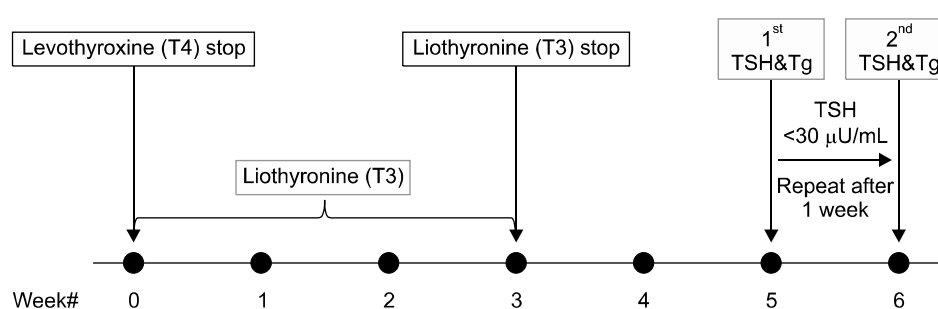 Levothyroxine (T4) stop
Liothyronine (T3) stop
1st
TSH&Tg
2nd
TSH&Tg
TSH
<30 μU/mL
Repeat after
1 week
Liothyronine (T3)
Week# 0 1 2 3 4 5 6